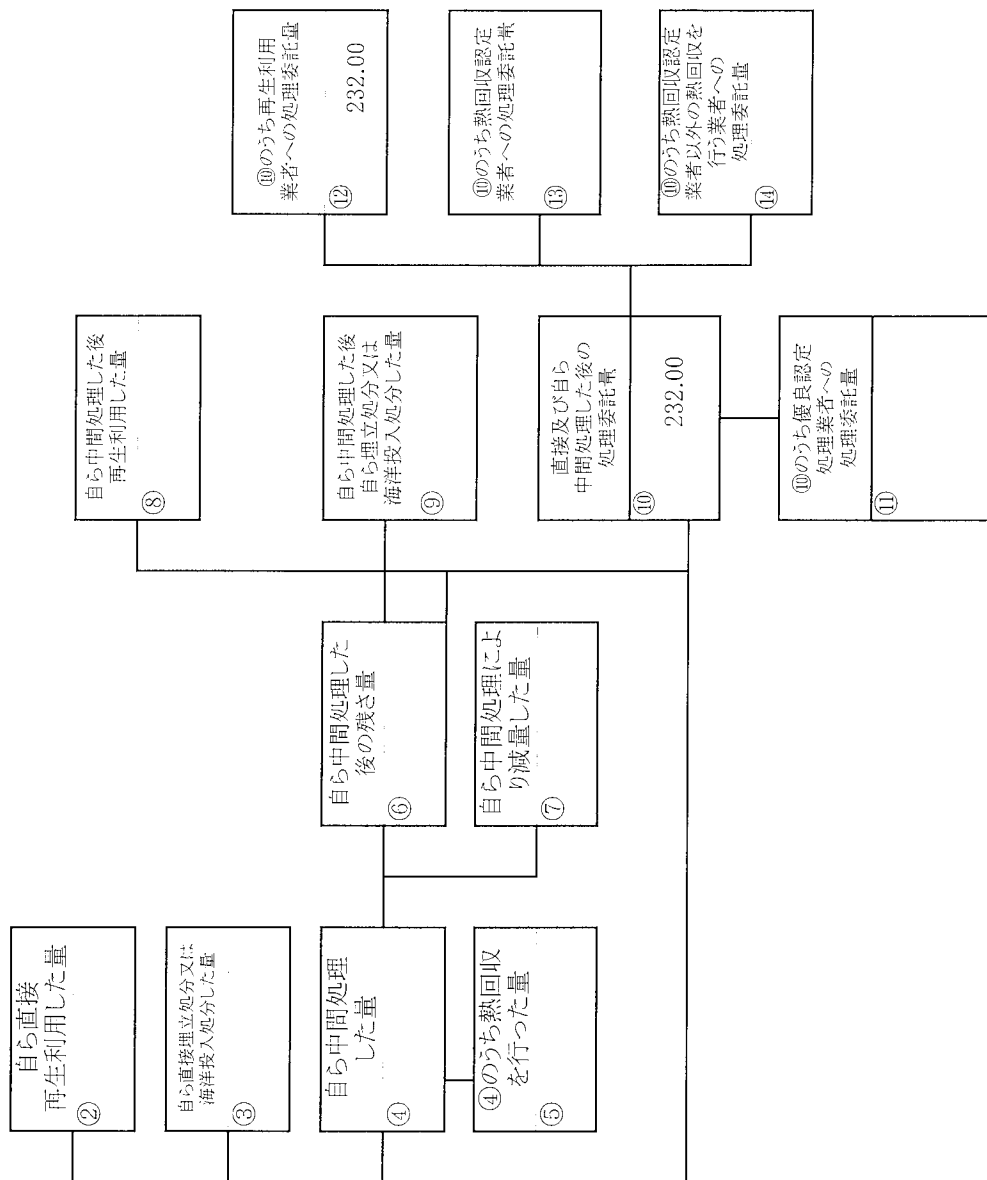 自ら直接
再生利用した量
②
自ら直接埋立処分又は
海洋投入処分した量
③
自ら中間処理
した量
④
④のうち熱回収
を行った量
⑤
自ら中間処理した
後の残さ量
⑥
自ら中間処理によ
り減量した量
⑦
自ら中間処理した後
再生利用した量
⑧
自ら中間処理した後
自ら埋立処分又は
海洋投入処分した量
⑨
直接及び自ら
中間処理した後の
処理委託量
⑩
232.00
⑩のうち優良認定
処理業者への
処理委託量
⑪
⑩のうち再生利用
業者への処理委託量
⑫
232.00
⑩のうち熱回収認定
業者への処理委託量
⑬
⑩のうち熱回収認定
業者以外の熱回収を
行う業者への
処理委託量
⑭